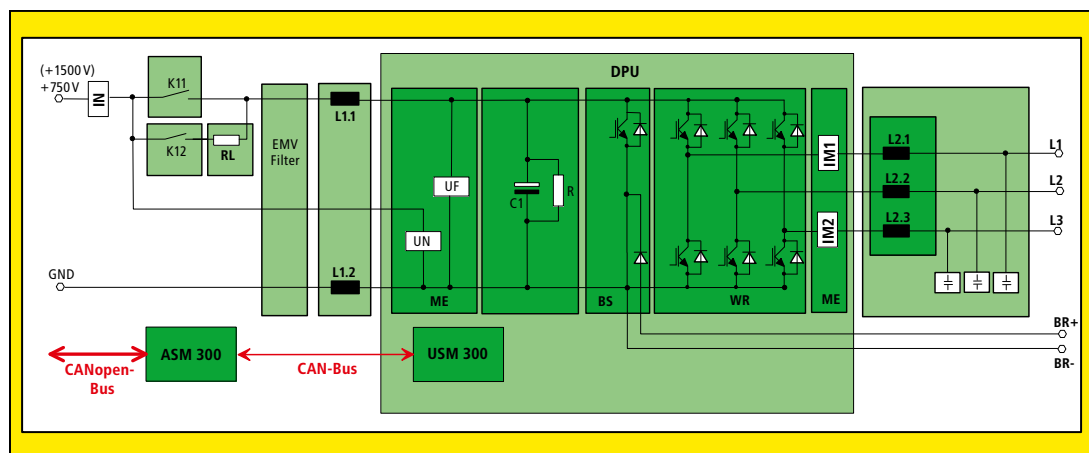 DPU
(+1500 V)
+750 V
IN
K11
K12
RL
EMV
Filter
L1.1
UF
UN
C1
R
IM1
IM2
L2.1
L2.2
L2.3
L1
L2
L3
GND
L1.2
ME
BS
WR
ME
BR+
BR-
ASM 300
USM 300
CANopen-
Bus
CAN-Bus